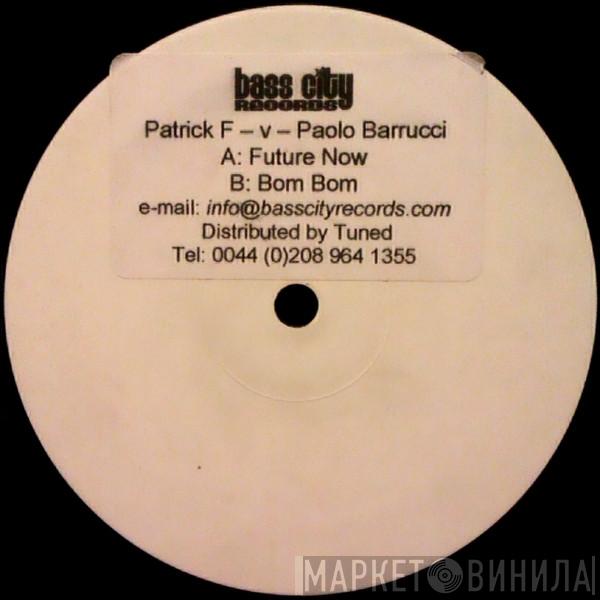 bass city
RECORDS
Patrick F – v – Paolo Barrucci
A: Future Now
B: Bom Bom
e-mail: info@basscityrecords.com
Distributed by Tuned
Tel: 0044 (0)208 964 1355
МАРКЕТ ВИНИЛА